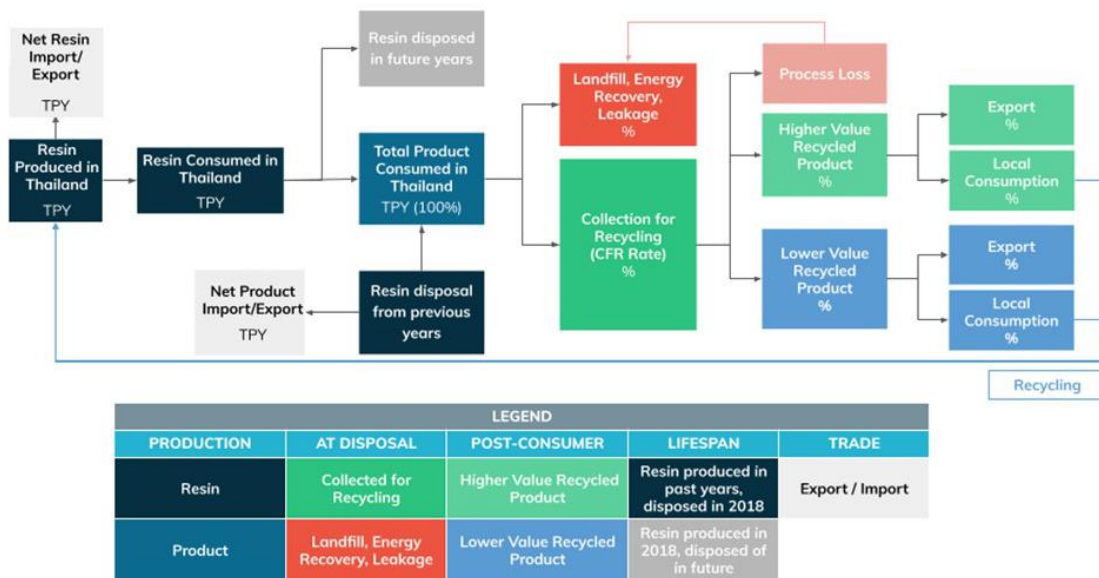 Net Resin
Import/
Export
TPY
Resin
Produced in
Thailand
TPY
Resin Consumed in
Thailand
TPY
Resin disposed
in future years
Total Product
Consumed in
Thailand
TPY (100%)
Net Product
Import/Export
TPY
Resin disposal
from previous
years
Landfill, Energy
Recovery,
Leakage
%
Collection for
Recycling
(CFR Rate)
%
Process Loss
Higher Value
Recycled
Product
%
Lower Value
Recycled
Product
%
Export
%
Local
Consumption
%
Export
%
Local
Consumption
%
Recycling
LEGEND
PRODUCTION
AT DISPOSAL
POST-CONSUMER
LIFESPAN
TRADE
Resin
Collected for
Recycling
Higher Value Recycled
Product
Resin produced in
past years,
disposed in 2018
Export / Import
Product
Landfill, Energy
Recovery, Leakage
Lower Value Recycled
Product
Resin produced in
2018, disposed of
in future